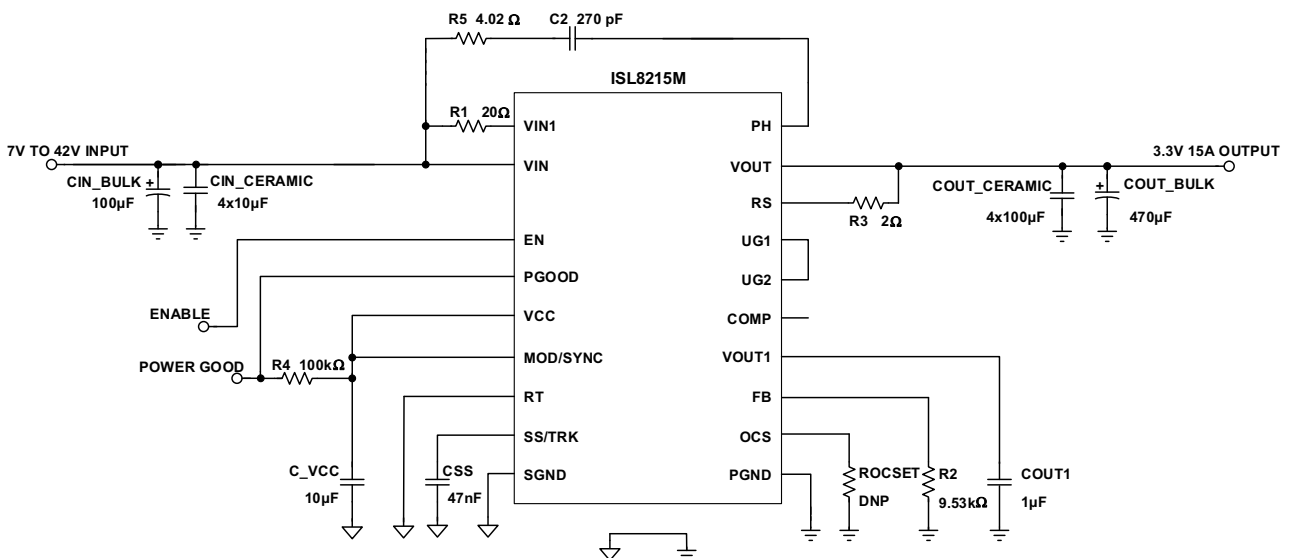 R5 4.02 Ω
C2 270 pF
ISL8215M
R1 20Ω
VIN1
PH
7V TO 42V INPUT
VIN
VOUT
3.3V 15A OUTPUT
CIN_BULK
+
100µF
CIN_CERAMIC
4x10µF
RS
R3 2Ω
COUT_CERAMIC
4x100µF
+
COUT_BULK
470µF
EN
UG1
PGOOD
UG2
ENABLE
VCC
COMP
POWER GOOD
R4 100kΩ
MOD/SYNC
VOUT1
RT
FB
SS/TRK
OCS
C_VCC
10µF
CSS
47nF
SGND
PGND
ROCSET
DNP
R2
9.53kΩ
COUT1
1µF